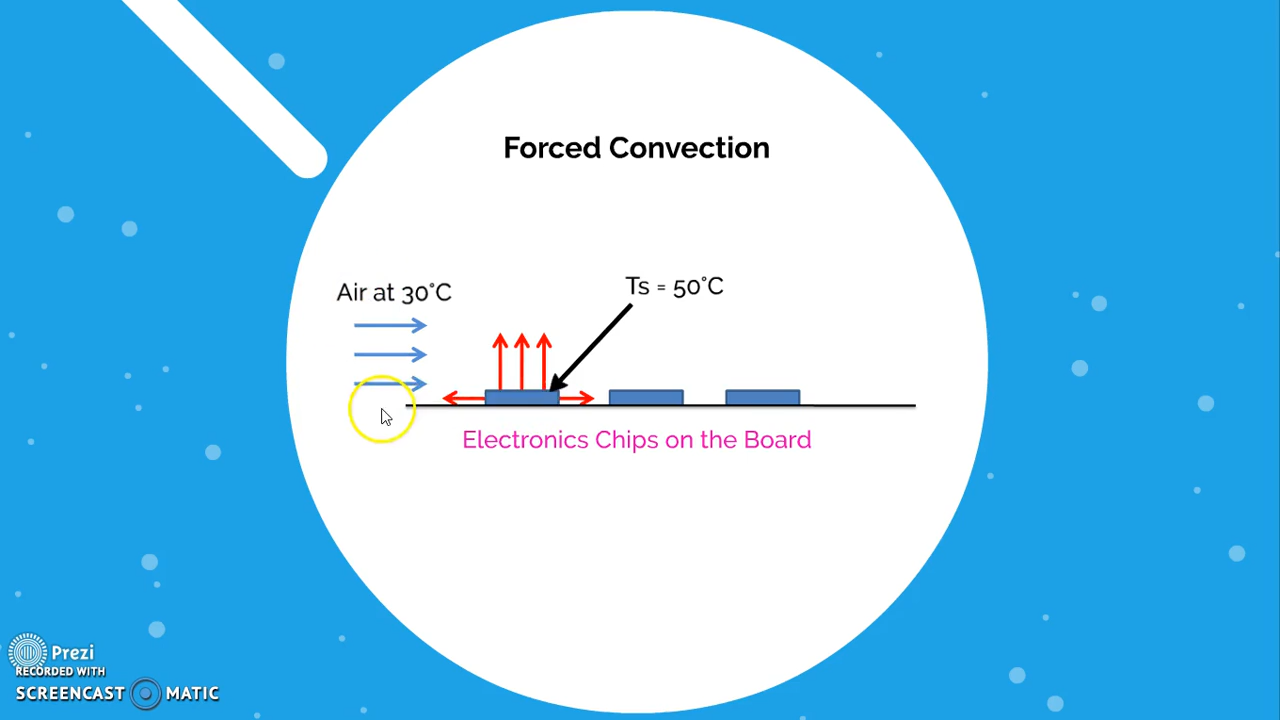 Forced Convection
Air at 30°C
Ts = 50°C
Electronics Chips on the Board
Prezi
RECORDED WITH
SCREENCAST MATIC